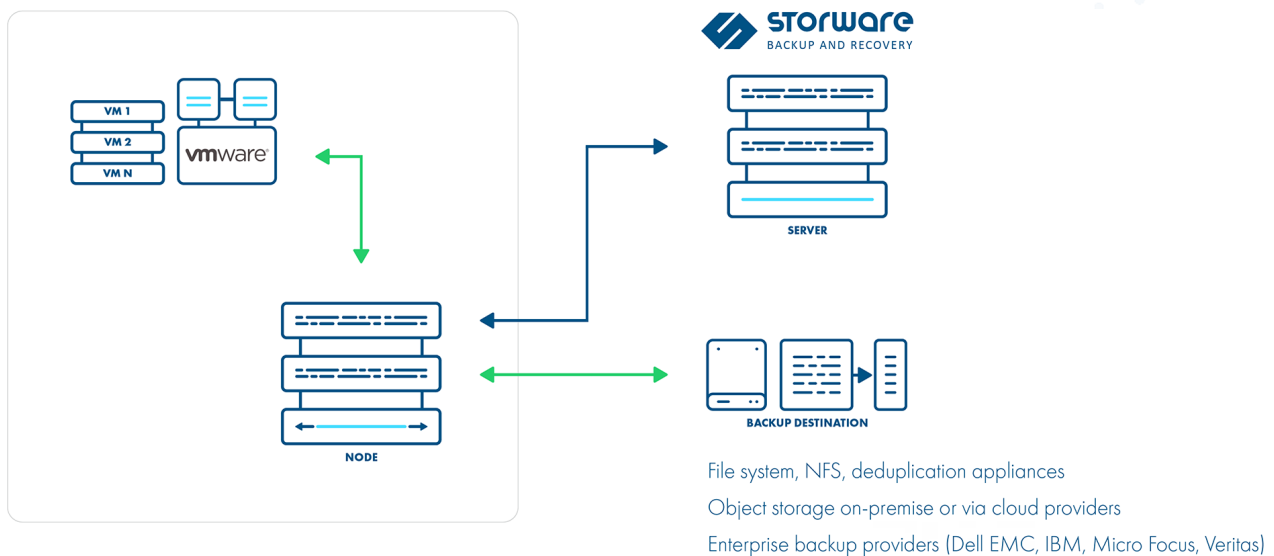 storware
BACKUP AND RECOVERY
VM 1
VM 2
VM N
vmware®
SERVER
NODE
BACKUP DESTINATION
File system, NFS, deduplication appliances
Object storage on-premise or via cloud providers
Enterprise backup providers (Dell EMC, IBM, Micro Focus, Veritas)